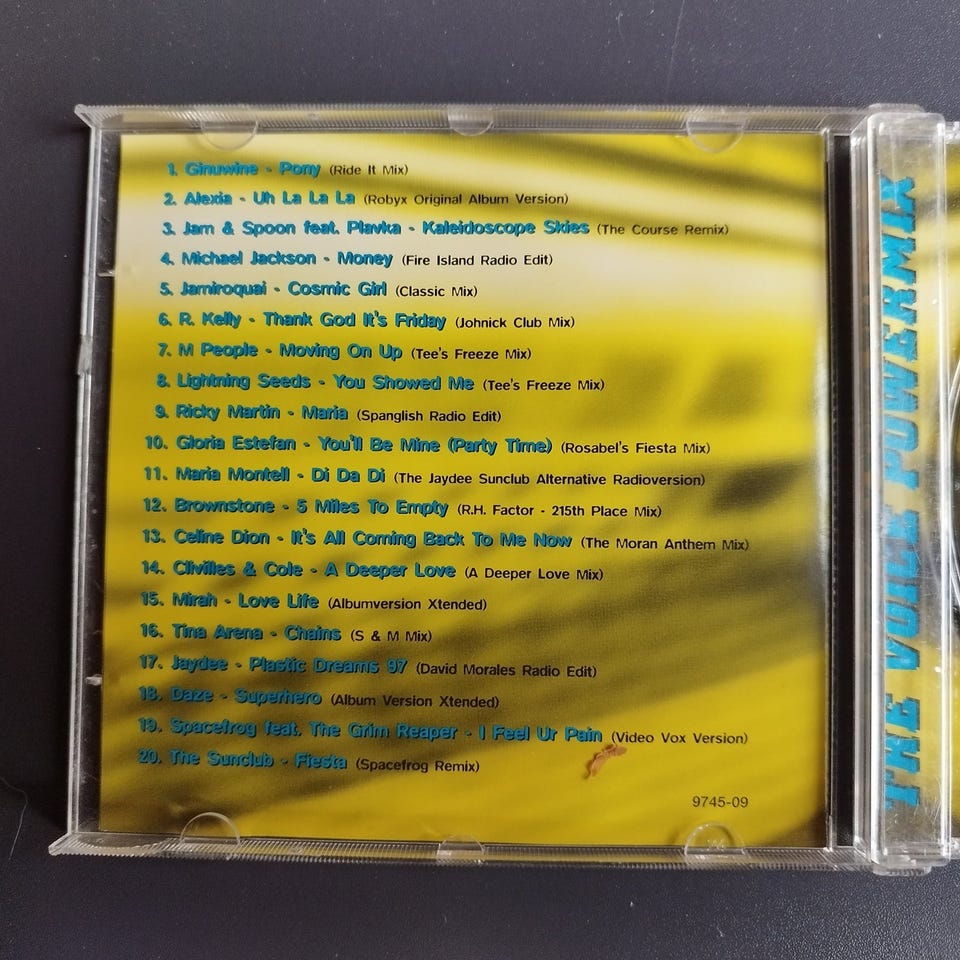 1. Ginuwine - Pony (Ride It Mix)
2. Alexia - Uh La La La (Robyx Original Album Version)
3. Jam & Spoon feat. Plavka - Kaleidoscope Skies (The Course Remix)
4. Michael Jackson - Money (Fire Island Radio Edit)
5. Jamiroquai - Cosmic Girl (Classic Mix)
6. R. Kelly - Thank God It's Friday (Johnick Club Mix)
7. M People - Moving On Up (Tee's Freeze Mix)
8. Lightning Seeds - You Showed Me (Tee's Freeze Mix)
9. Ricky Martin - Maria (Spanglish Radio Edit)
10. Gloria Estefan - You'll Be Mine (Party Time) (Rosabel's Fiesta Mix)
11. Maria Montell - Di Da Di (The Jaydee Sunclub Alternative Radioversion)
12. Brownstone - 5 Miles To Empty (R.H. Factor - 215th Place Mix)
13. Celine Dion - It's All Coming Back To Me Now (The Moran Anthem Mix)
14. Clivilles & Cole - A Deeper Love (A Deeper Love Mix)
15. Mirah - Love Life (Albumversion Xtended)
16. Tina Arena - Chains (S & M Mix)
17. Jaydee - Plastic Dreams 97 (David Morales Radio Edit)
18. Daze - Superhero (Album Version Xtended)
19. Spacefrog feat. The Grim Reaper - I Feel Ur Pain (Video Vox Version)
20. The Sunclub - Fiesta (Spacefrog Remix)
9745-09
THE VOICE POWERMIX